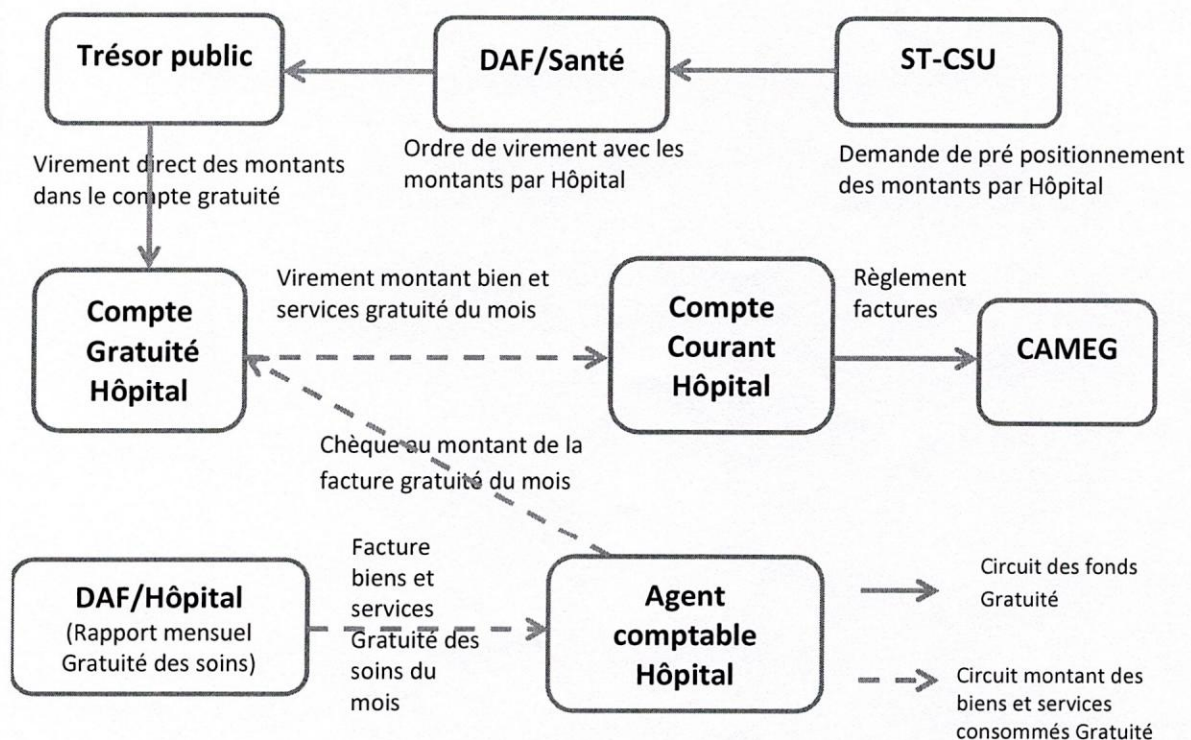 Trésor public
DAF/Santé
ST-CSU
Virement direct des montants
dans le compte gratuité
Ordre de virement avec les
montants par Hôpital
Demande de pré positionnement
des montants par Hôpital
Compte
Gratuité
Hôpital
Virement montant bien et
services gratuité du mois
Compte
Courant
Hôpital
Règlement
factures
CAMEG
Chèque au montant de la
facture gratuité du mois
DAF/Hôpital
(Rapport mensuel
Gratuité des soins)
Facture
biens et
services
Gratuité des
soins du
mois
Agent
comptable
Hôpital
Circuit des fonds
Gratuité
Circuit montant des
biens et services
consommés Gratuité